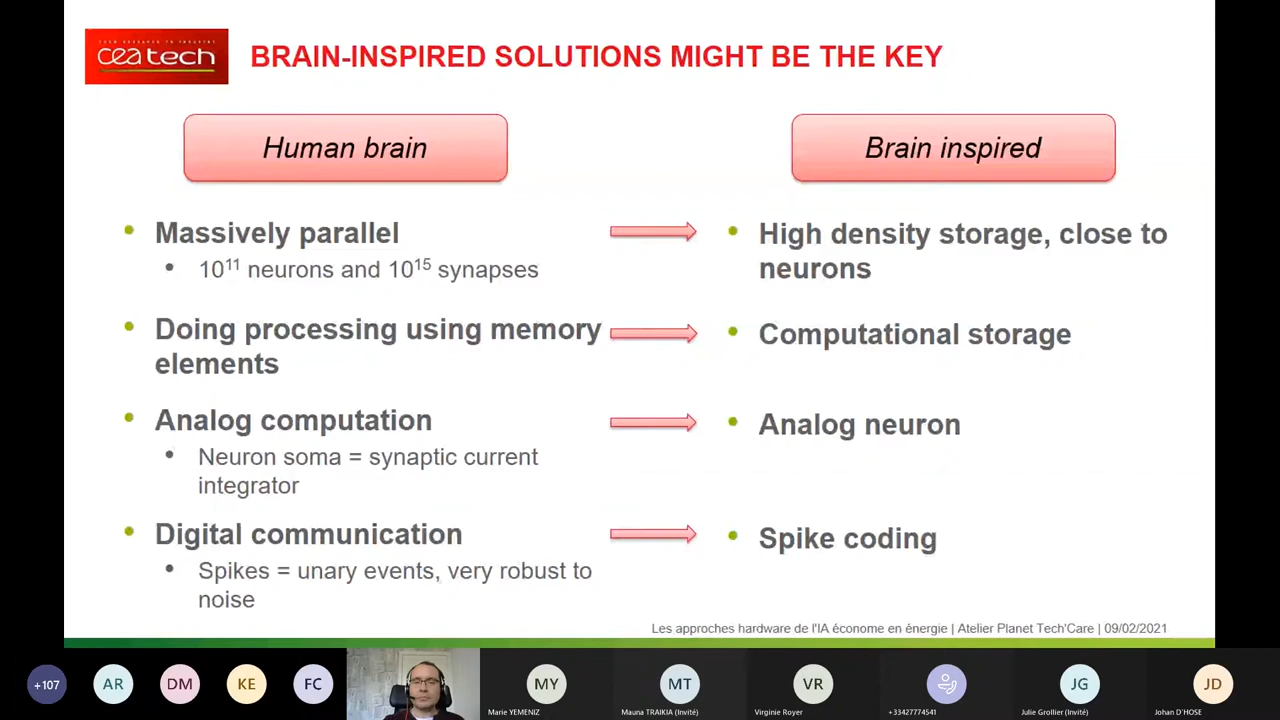 cea tech
BRAIN-INSPIRED SOLUTIONS MIGHT BE THE KEY
Human brain
Brain inspired
• Massively parallel
• 10¹¹ neurons and 10¹⁵ synapses
• High density storage, close to
neurons
• Doing processing using memory
elements
• Computational storage
• Analog computation
• Neuron soma = synaptic current
integrator
• Analog neuron
• Digital communication
• Spikes = unary events, very robust to
noise
• Spike coding
Les approches hardware de l'IA économe en énergie | Atelier Planet Tech'Care | 09/02/2021
+107
AR
DM
KE
FC
MY
Marie YEMENIZ
MT
Mauna TRAIKIA (Invité)
VR
Virginie Royer
+33427774541
JG
Julie Grollier (Invité)
JD
Johan D'HOSE